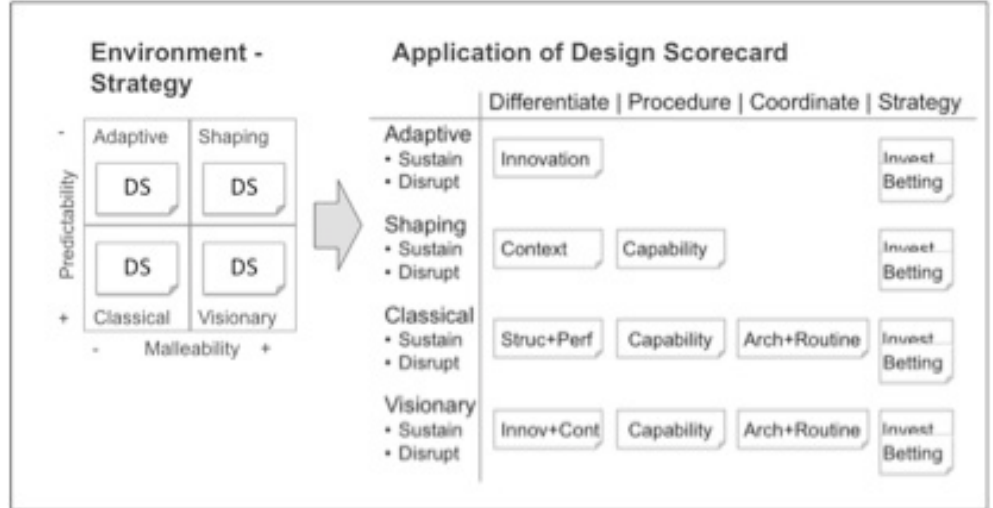 Environment -
Strategy
- Adaptive Shaping
DS DS
Predictability
DS DS
+ Classical Visionary
- Malleability +
Application of Design Scorecard
Differentiate | Procedure | Coordinate | Strategy
Adaptive
• Sustain Innovation Invest
• Disrupt Betting
Shaping
• Sustain Context Capability Invest
• Disrupt Betting
Classical
• Sustain Struc+Perf Capability Arch+Routine Invest
• Disrupt Betting
Visionary
• Sustain Innov+Cont Capability Arch+Routine Invest
• Disrupt Betting